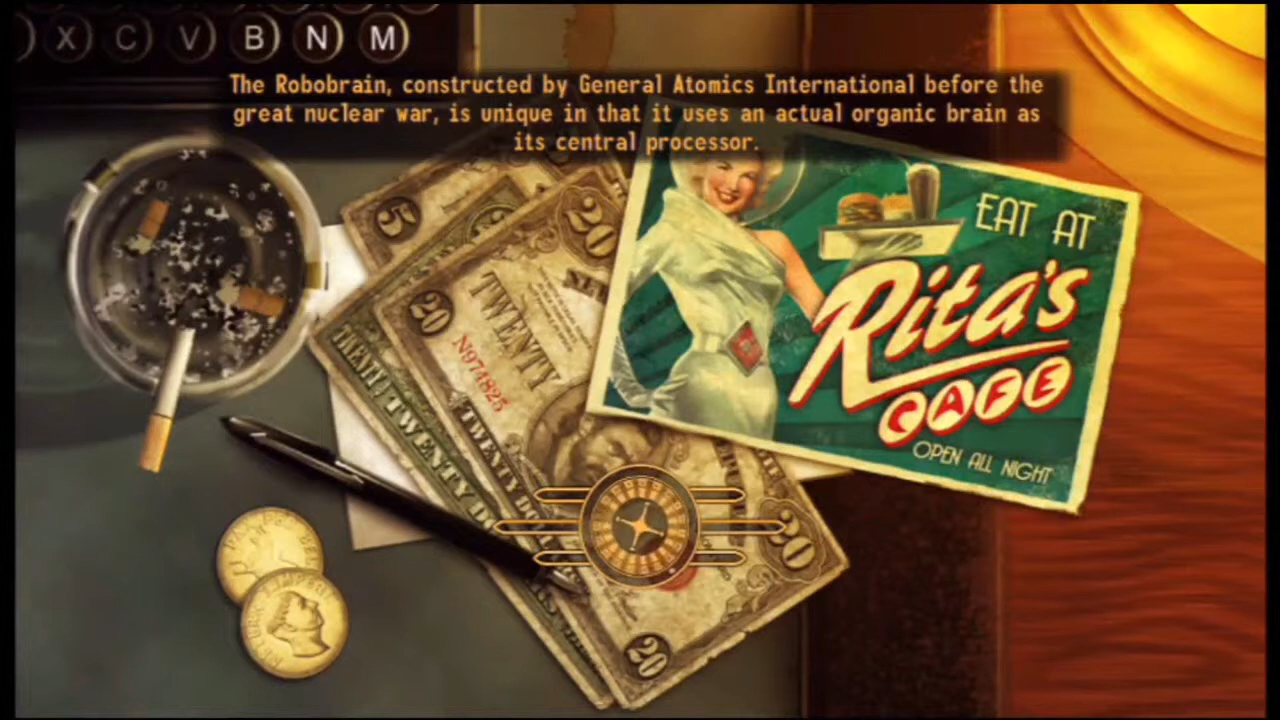 X C V B N M
The Robobrain, constructed by General Atomics International before the
great nuclear war, is unique in that it uses an actual organic brain as
its central processor.
5
20
20
TWENTY
N974825
TWENTY TWENTY
TWENTY
20
20
EAT AT
Rita's
CAFE
OPEN ALL NIGHT